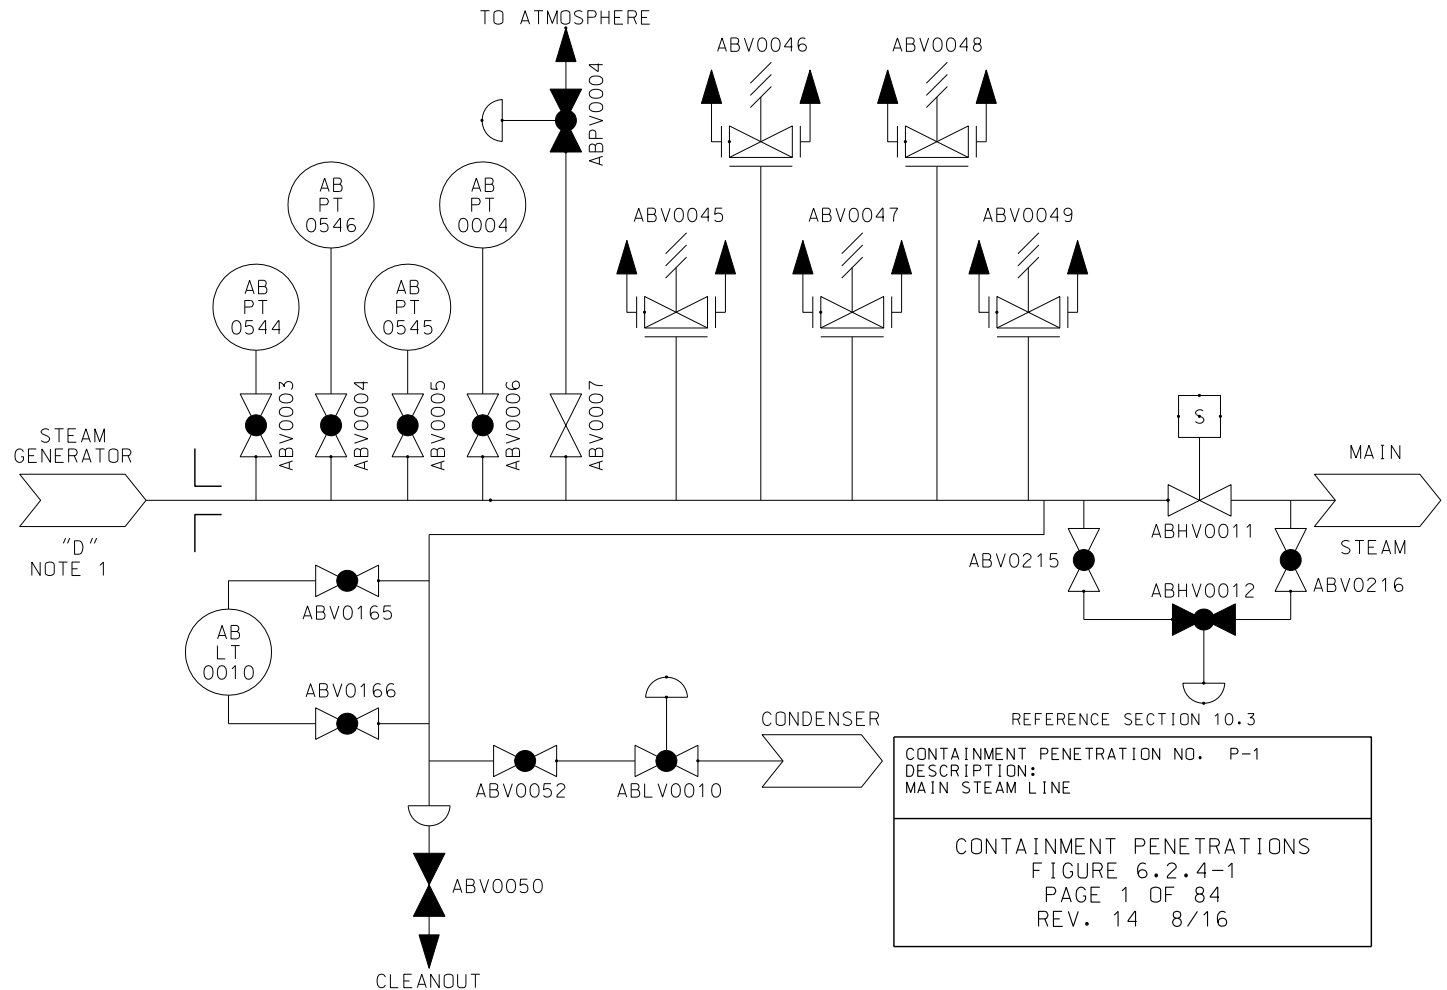 TO ATMOSPHERE
ABPV0004
ABV0046
ABV0048
AB
PT
0546
AB
PT
0004
ABV0045
ABV0047
ABV0049
AB
PT
0544
AB
PT
0545
ABV0003
ABV0004
ABV0005
ABV0006
ABV0007
STEAM
GENERATOR
"D"
NOTE 1
S
MAIN
STEAM
ABHV0011
ABV0215
ABHV0012
ABV0216
ABV0165
AB
LT
0010
ABV0166
ABV0052
ABLV0010
CONDENSER
ABV0050
CLEANOUT
REFERENCE SECTION 10.3
CONTAINMENT PENETRATION NO. P-1
DESCRIPTION:
MAIN STEAM LINE
CONTAINMENT PENETRATIONS
FIGURE 6.2.4-1
PAGE 1 OF 84
REV. 14 8/16